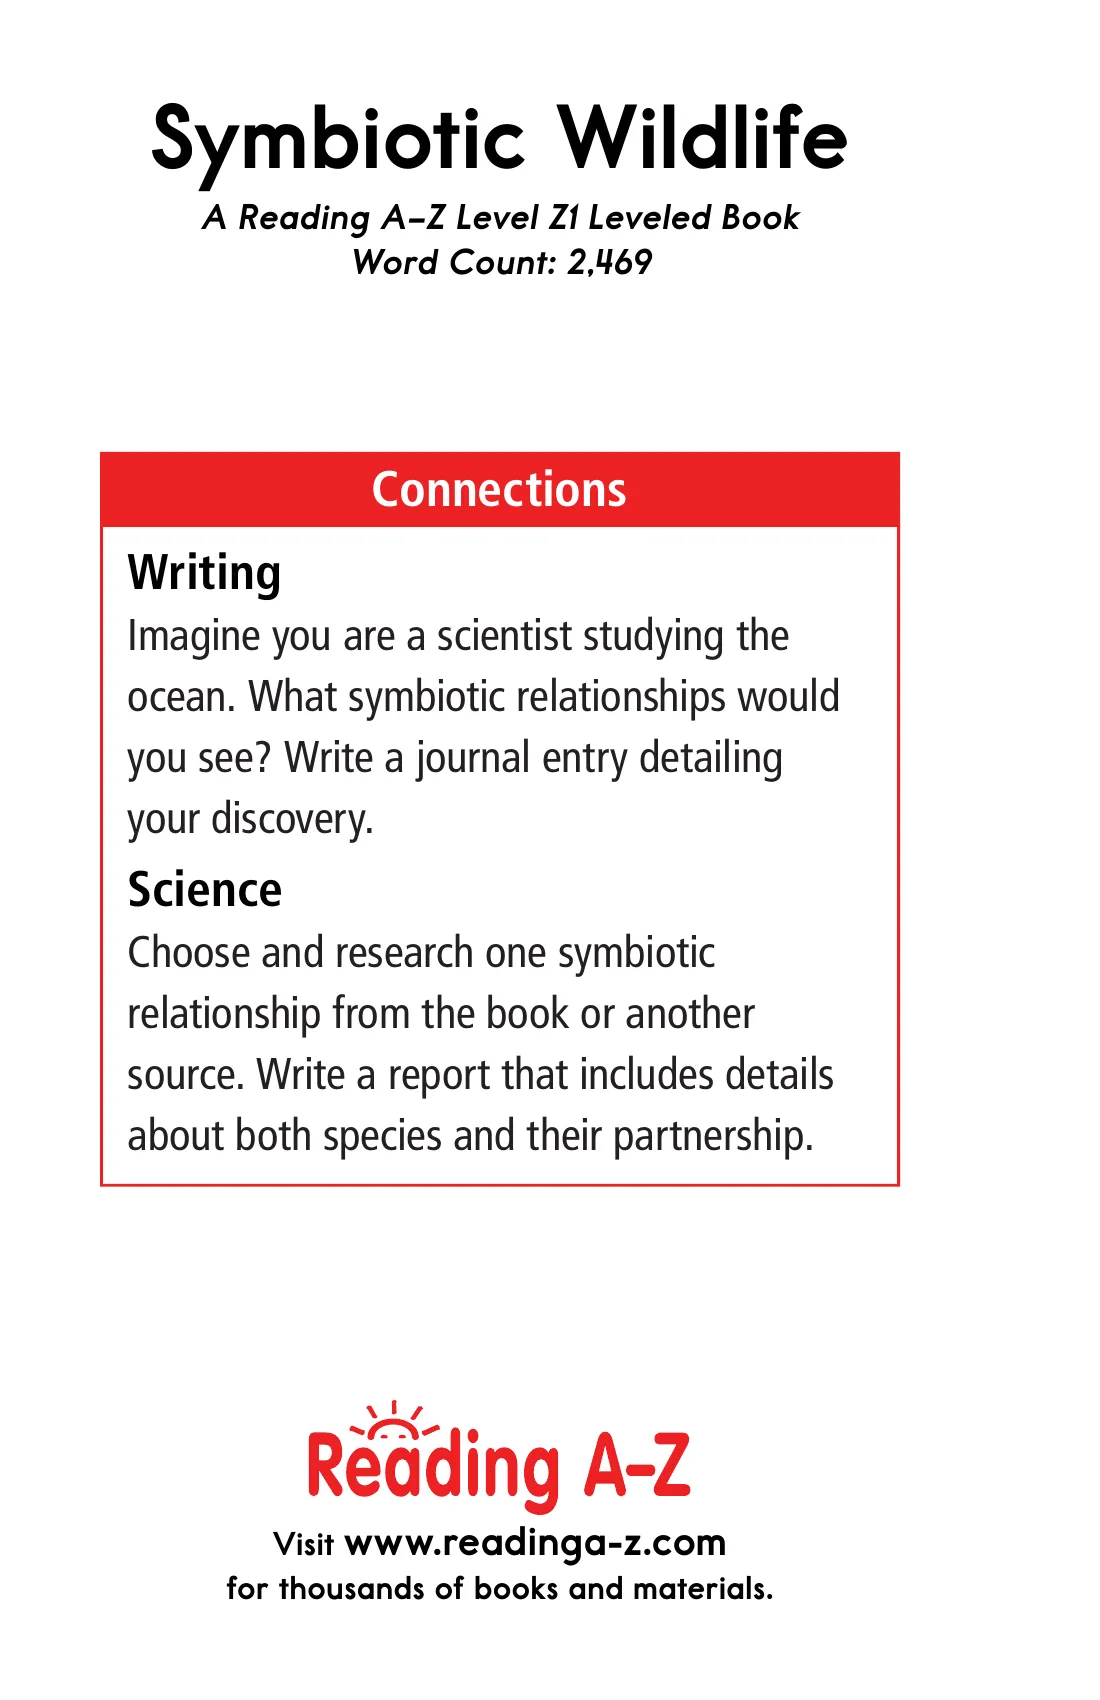 Symbiotic Wildlife
A Reading A–Z Level Z1 Leveled Book
Word Count: 2,469
Connections
Writing
Imagine you are a scientist studying the
ocean. What symbiotic relationships would
you see? Write a journal entry detailing
your discovery.
Science
Choose and research one symbiotic
relationship from the book or another
source. Write a report that includes details
about both species and their partnership.
Reading A–Z
Visit www.readinga-z.com
for thousands of books and materials.